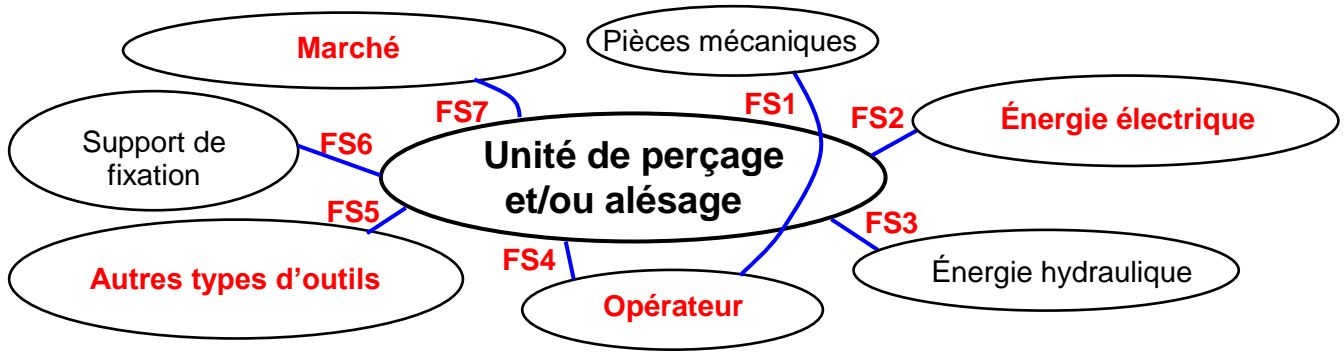 Marché
Pièces mécaniques
FS7
FS1
FS2
Énergie électrique
Support de
fixation
FS6
Unité de perçage
et/ou alésage
FS5
FS3
Autres types d’outils
FS4
Opérateur
Énergie hydraulique